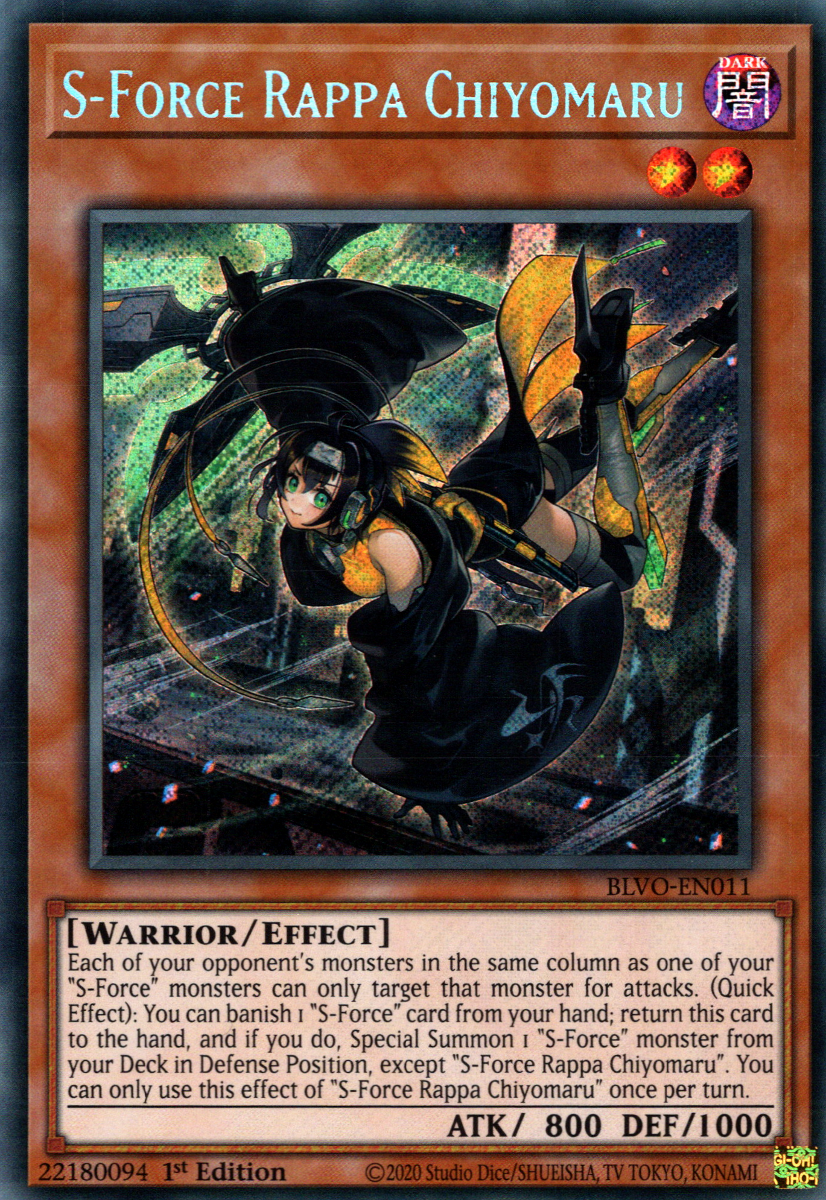 S-Force Rappa Chiyomaru
DARK
闇
BLVO-EN011
[Warrior/Effect]
Each of your opponent's monsters in the same column as one of your
"S-Force" monsters can only target that monster for attacks. (Quick
Effect): You can banish 1 "S-Force" card from your hand; return this card
to the hand, and if you do, Special Summon 1 "S-Force" monster from
your Deck in Defense Position, except "S-Force Rappa Chiyomaru". You
can only use this effect of "S-Force Rappa Chiyomaru" once per turn.
ATK/ 800 DEF/1000
22180094 1st Edition ©2020 Studio Dice/SHUEISHA, TV TOKYO, KONAMI